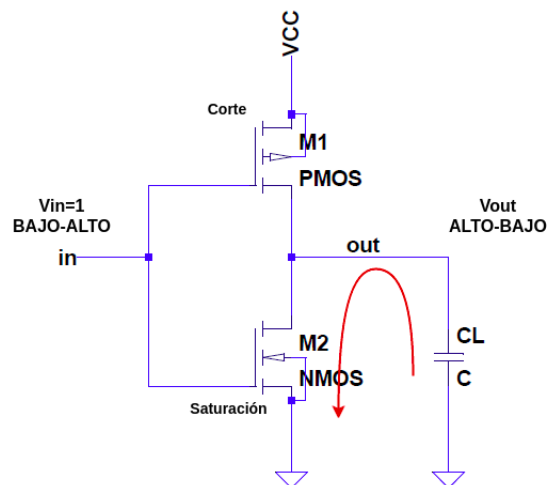 VCC
Corte
M1
PMOS
Vin=1
BAJO-ALTO
in
Vout
ALTO-BAJO
out
M2
NMOS
Saturación
CL
C